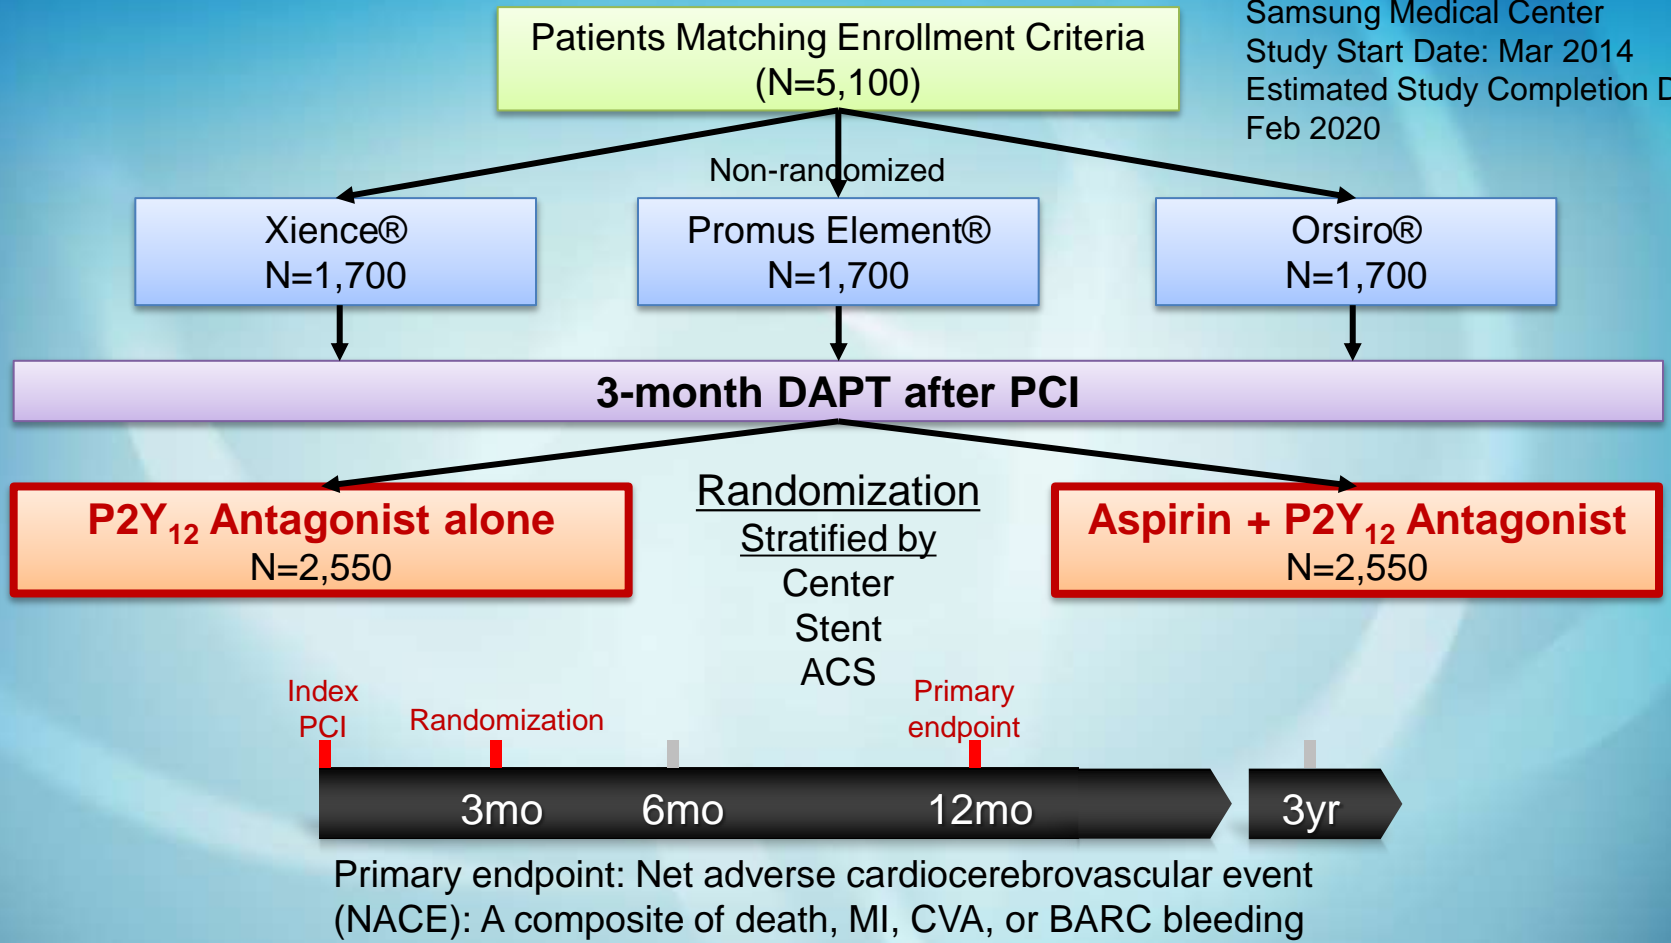 Samsung Medical Center
Study Start Date: Mar 2014
Estimated Study Completion
Feb 2020
Patients Matching Enrollment Criteria
(N=5,100)
Non-randomized
Xience®
N=1,700
Promus Element®
N=1,700
Orsiro®
N=1,700
3-month DAPT after PCI
P2Y₁₂ Antagonist alone
N=2,550
Randomization
Stratified by
Center
Stent
ACS
Aspirin + P2Y₁₂ Antagonist
N=2,550
Index
PCI
Randomization
Primary
endpoint
3mo
6mo
12mo
3yr
Primary endpoint: Net adverse cardiocerebrovascular event
(NACE): A composite of death, MI, CVA, or BARC bleeding